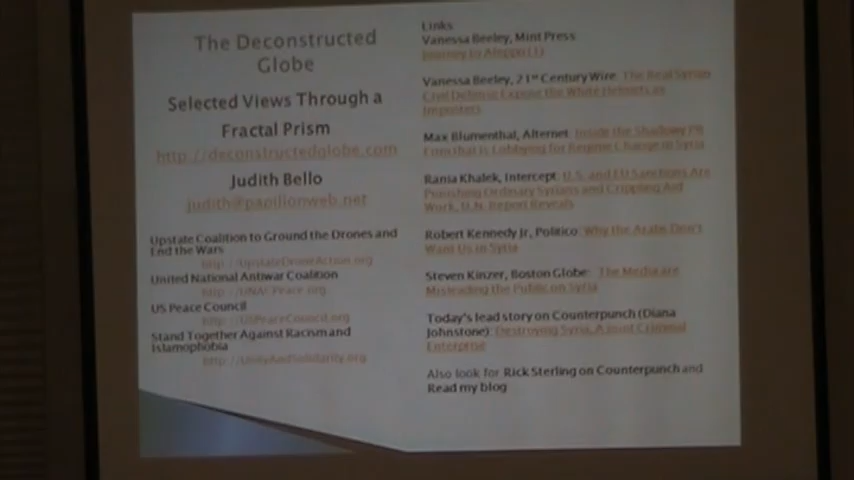 The Deconstructed
Globe
Selected Views Through a
Fractal Prism
http://deconstructedglobe.com
Judith Bello
judith@papillonweb.net
Upstate Coalition to Ground the Drones and
End the Wars
http://UpstateDroneAction.org
United National Antiwar Coalition
http://UNACPeace.org
US Peace Council
http://USPeaceCouncil.org
Stand Together Against Racism and
Islamophobia
http://UnityAndSolidarity.org
Links
Vanessa Beeley, Mint Press
Journey to Aleppo (1)
Vanessa Beeley, 21st Century Wire: The Real Syrian
Civil Defense Expose the White Helmets as
Imposters
Max Blumenthal, Alternet: Inside the Shadowy PR
Firm that is Lobbying for Regime Change in Syria
Rania Khalek, Intercept: U.S. and EU Sanctions Are
Punishing Ordinary Syrians and Crippling Aid
Work, U.N. Report Reveals
Robert Kennedy Jr, Politico: Why the Arabs Don't
Want Us in Syria
Steven Kinzer, Boston Globe: The Media are
Misleading the Public on Syria
Today's lead story on Counterpunch (Diana
Johnstone): Destroying Syria, A Joint Criminal
Enterprise
Also look for Rick Sterling on Counterpunch and
Read my blog